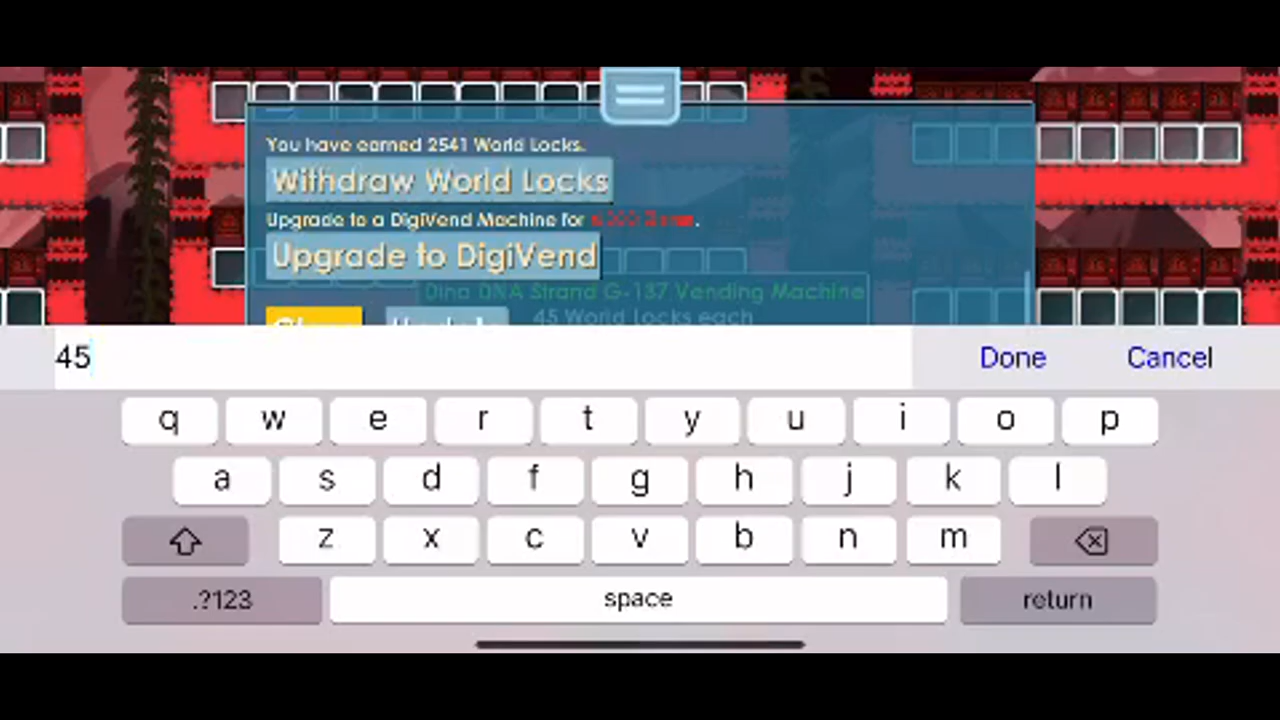 You have earned 2541 World Locks.
Withdraw World Locks
Upgrade to a DigiVend Machine for
Upgrade to DigiVend
Dino DNA Strand G-137 Vending Machine
45 World Locks each
45
Done Cancel
q w e r t y u i o p
a s d f g h j k l
z x c v b n m
.?123 space return